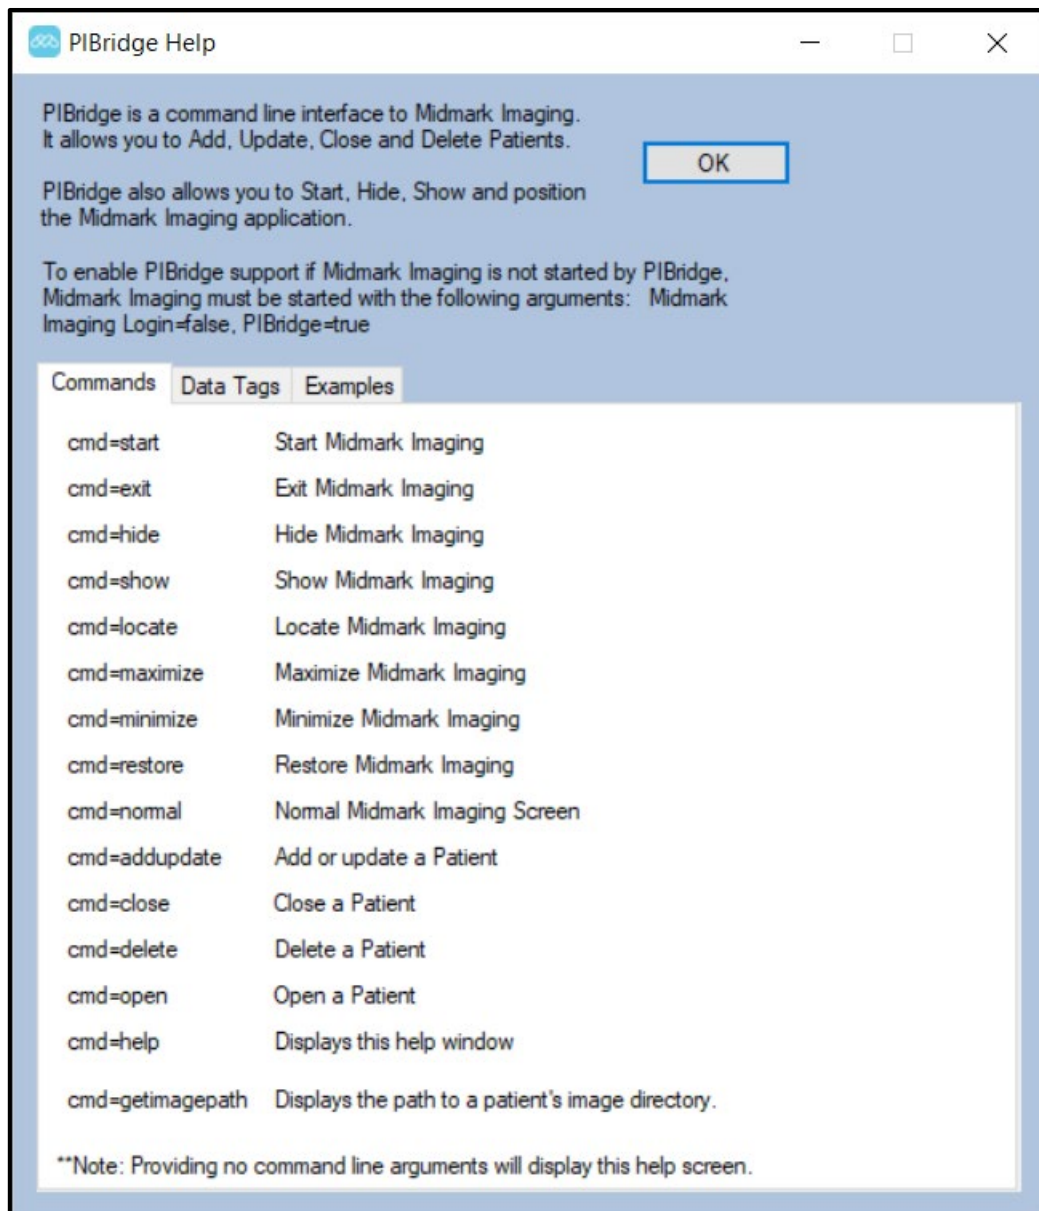 PIBridge Help
PIBridge is a command line interface to Midmark Imaging.
It allows you to Add, Update, Close and Delete Patients.
OK
PIBridge also allows you to Start, Hide, Show and position
the Midmark Imaging application.
To enable PIBridge support if Midmark Imaging is not started by PIBridge,
Midmark Imaging must be started with the following arguments: Midmark
Imaging Login=false, PIBridge=true
Commands Data Tags Examples
cmd=start Start Midmark Imaging
cmd=exit Exit Midmark Imaging
cmd=hide Hide Midmark Imaging
cmd=show Show Midmark Imaging
cmd=locate Locate Midmark Imaging
cmd=maximize Maximize Midmark Imaging
cmd=minimize Minimize Midmark Imaging
cmd=restore Restore Midmark Imaging
cmd=normal Normal Midmark Imaging Screen
cmd=addupdate Add or update a Patient
cmd=close Close a Patient
cmd=delete Delete a Patient
cmd=open Open a Patient
cmd=help Displays this help window
cmd=getimagepath Displays the path to a patient's image directory.
**Note: Providing no command line arguments will display this help screen.